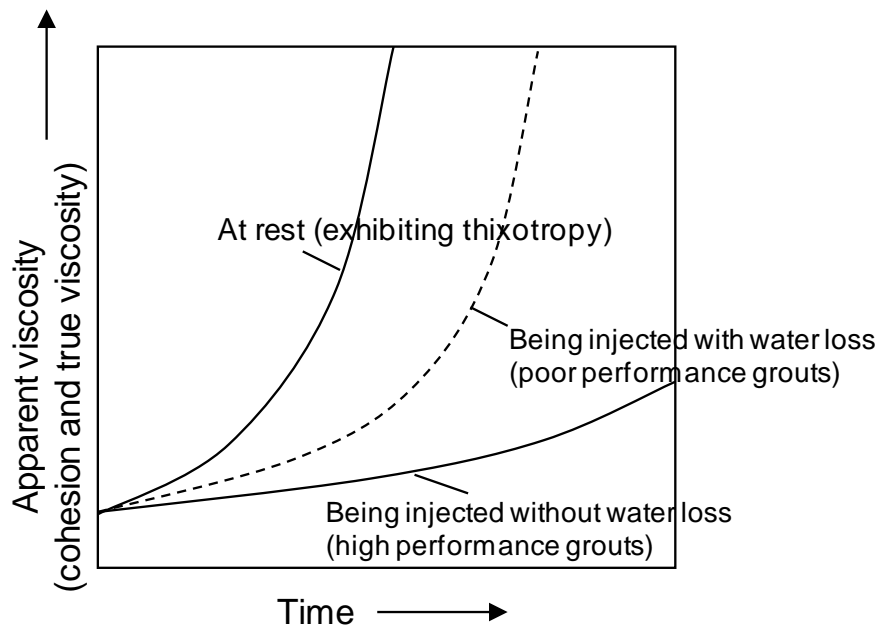 Apparent viscosity
(cohesion and true viscosity)
At rest (exhibiting thixotropy)
Being injected with water loss
(poor performance grouts)
Being injected without water loss
(high performance grouts)
Time